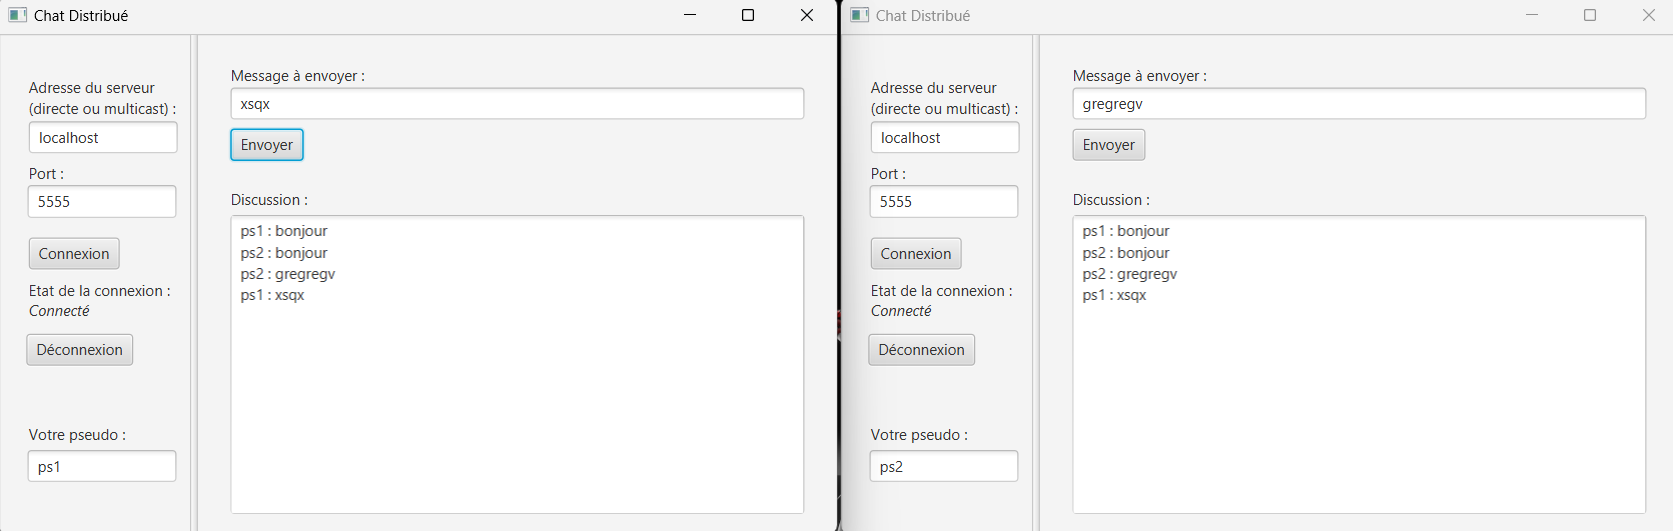 Chat Distribué
Adresse du serveur
(directe ou multicast) :
localhost
Port :
5555
Connexion
Etat de la connexion :
Connecté
Déconnexion
Votre pseudo :
ps1
Message à envoyer :
xsqx
Envoyer
Discussion :
ps1 : bonjour
ps2 : bonjour
ps2 : gregregv
ps1 : xsqx
Chat Distribué
Adresse du serveur
(directe ou multicast) :
localhost
Port :
5555
Connexion
Etat de la connexion :
Connecté
Déconnexion
Votre pseudo :
ps2
Message à envoyer :
gregregv
Envoyer
Discussion :
ps1 : bonjour
ps2 : bonjour
ps2 : gregregv
ps1 : xsqx